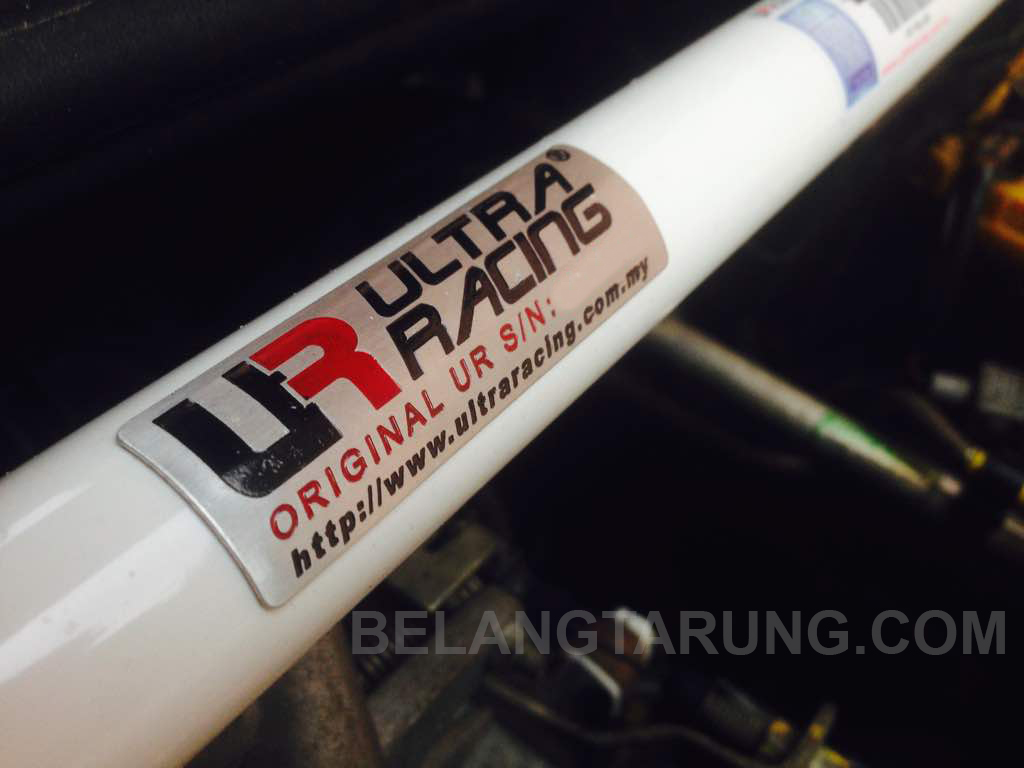 UR
ULTRA®
RACING
ORIGINAL UR S/N:
http://www.ultraracing.com.my
BELANGTARUNG.COM